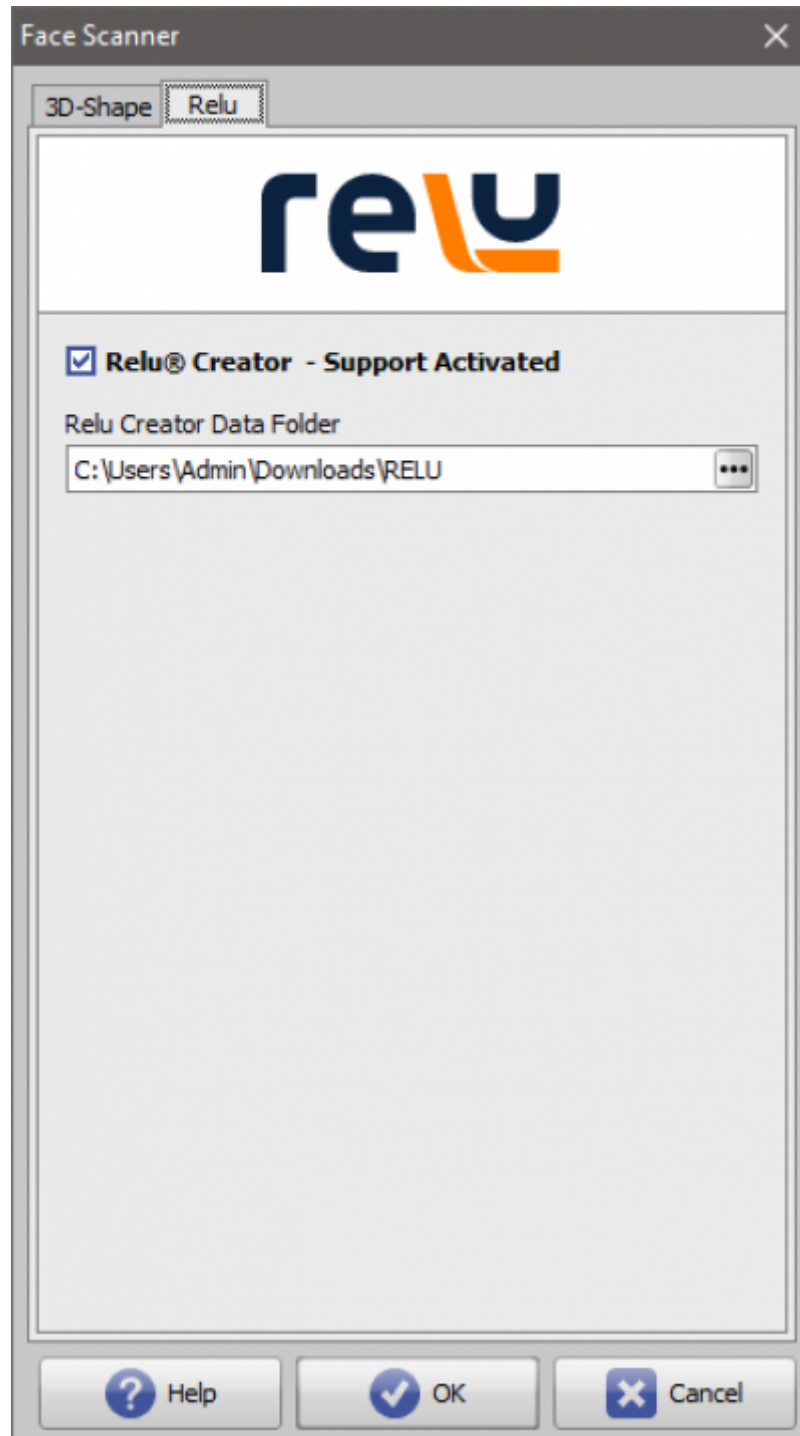 Face Scanner
3D-Shape Relu
relu
Relu® Creator - Support Activated
Relu Creator Data Folder
C:\Users\Admin\Downloads\RELU
Help OK Cancel